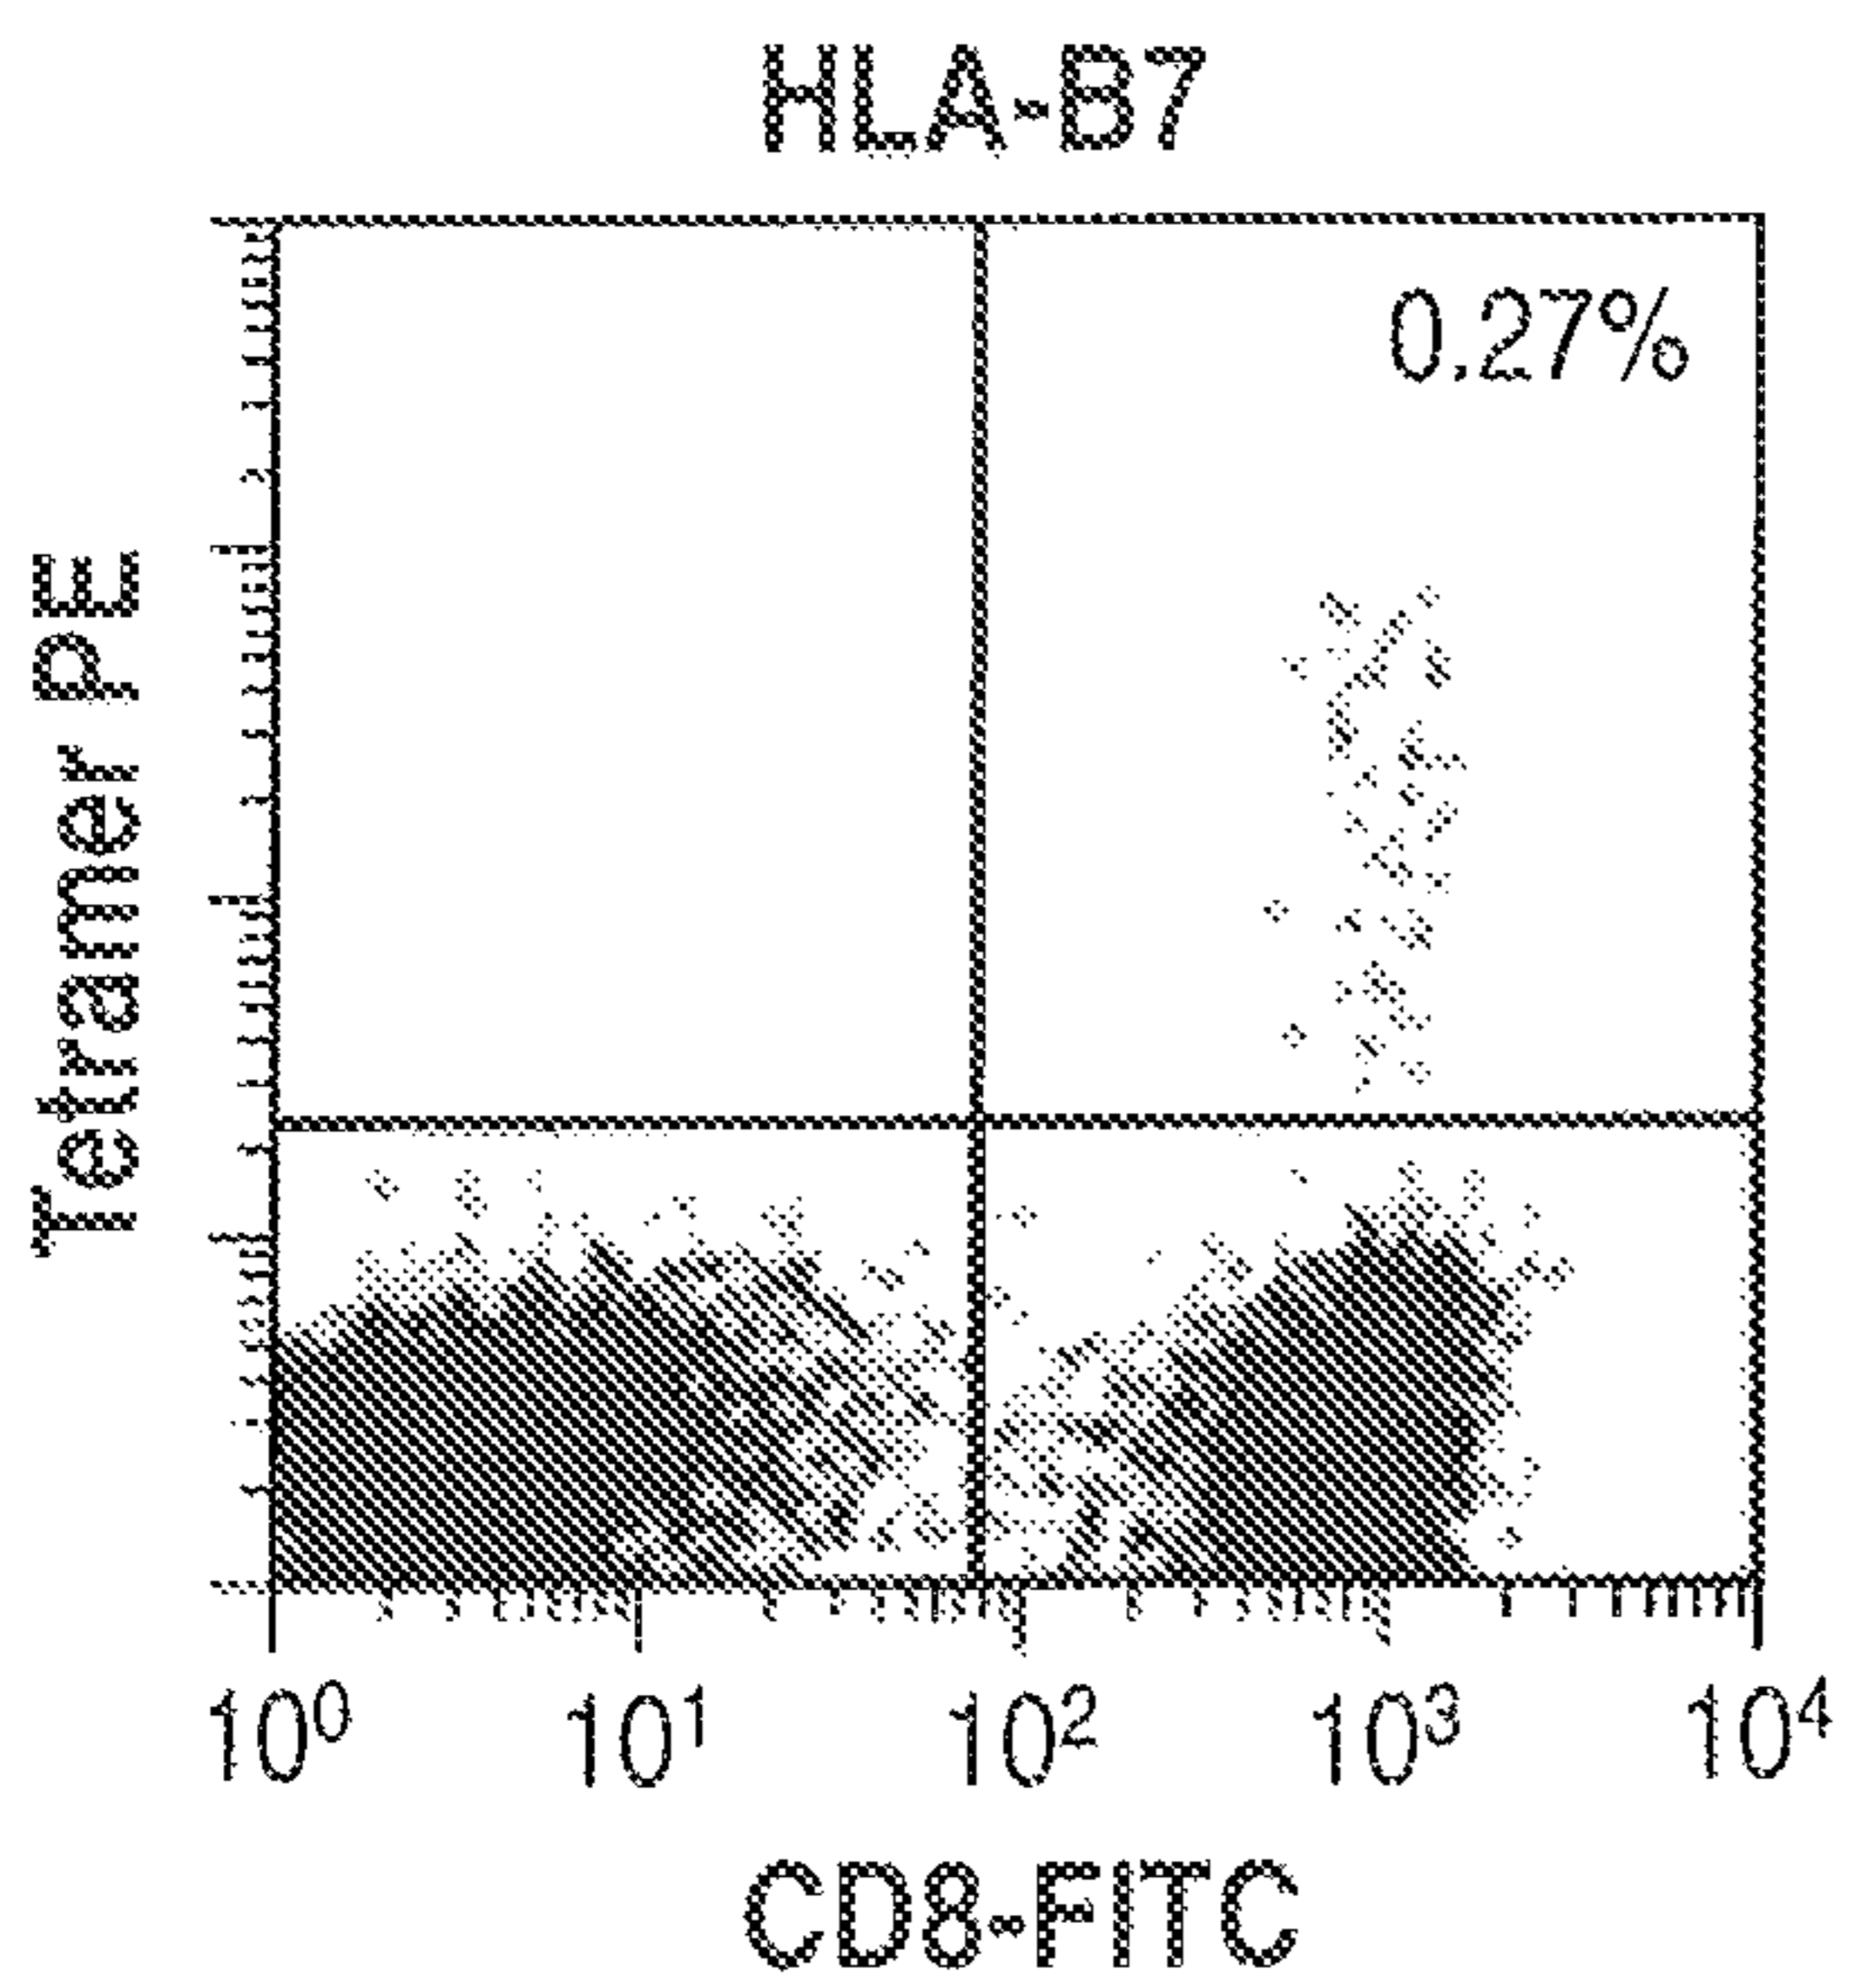 HLA-B7
0.27%
Tetramer PE
10⁰ 10¹ 10² 10³ 10⁴
CD8-FITC